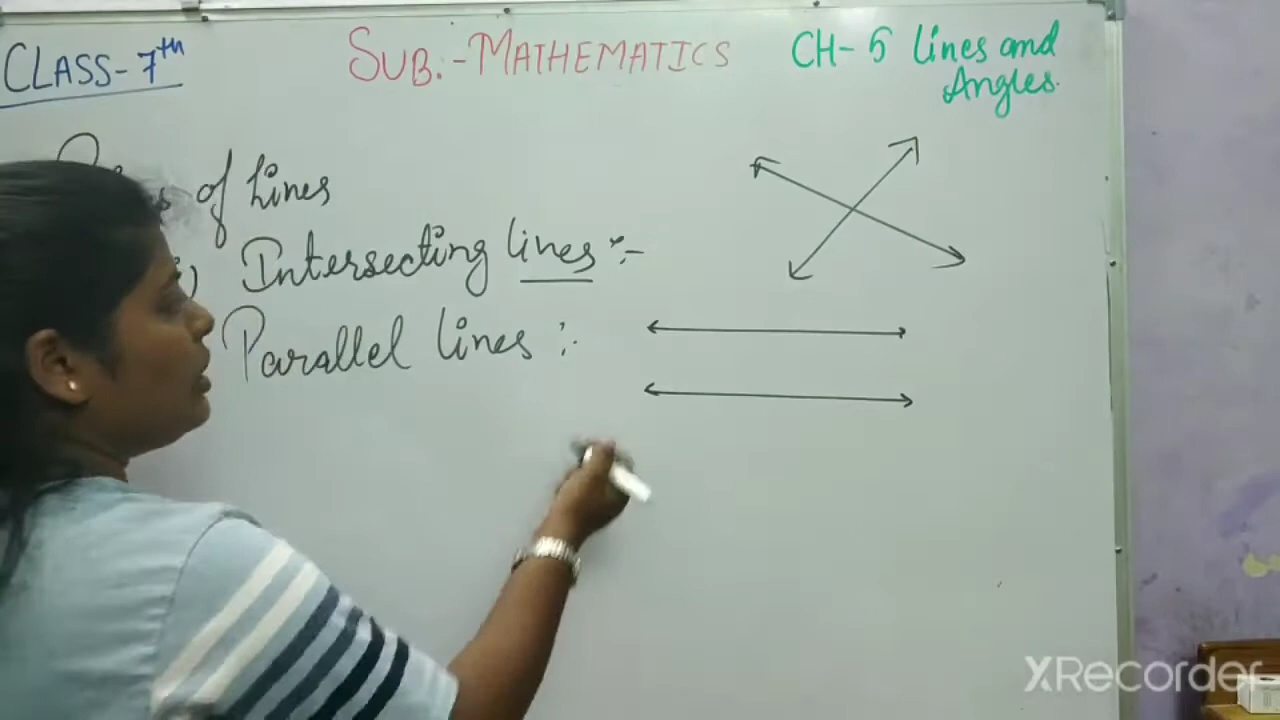 CLASS-7th
SUB.-MATHEMATICS
CH-5 Lines and
Angles.
of Lines
Intersecting lines :-
Parallel lines :-
XRecorder